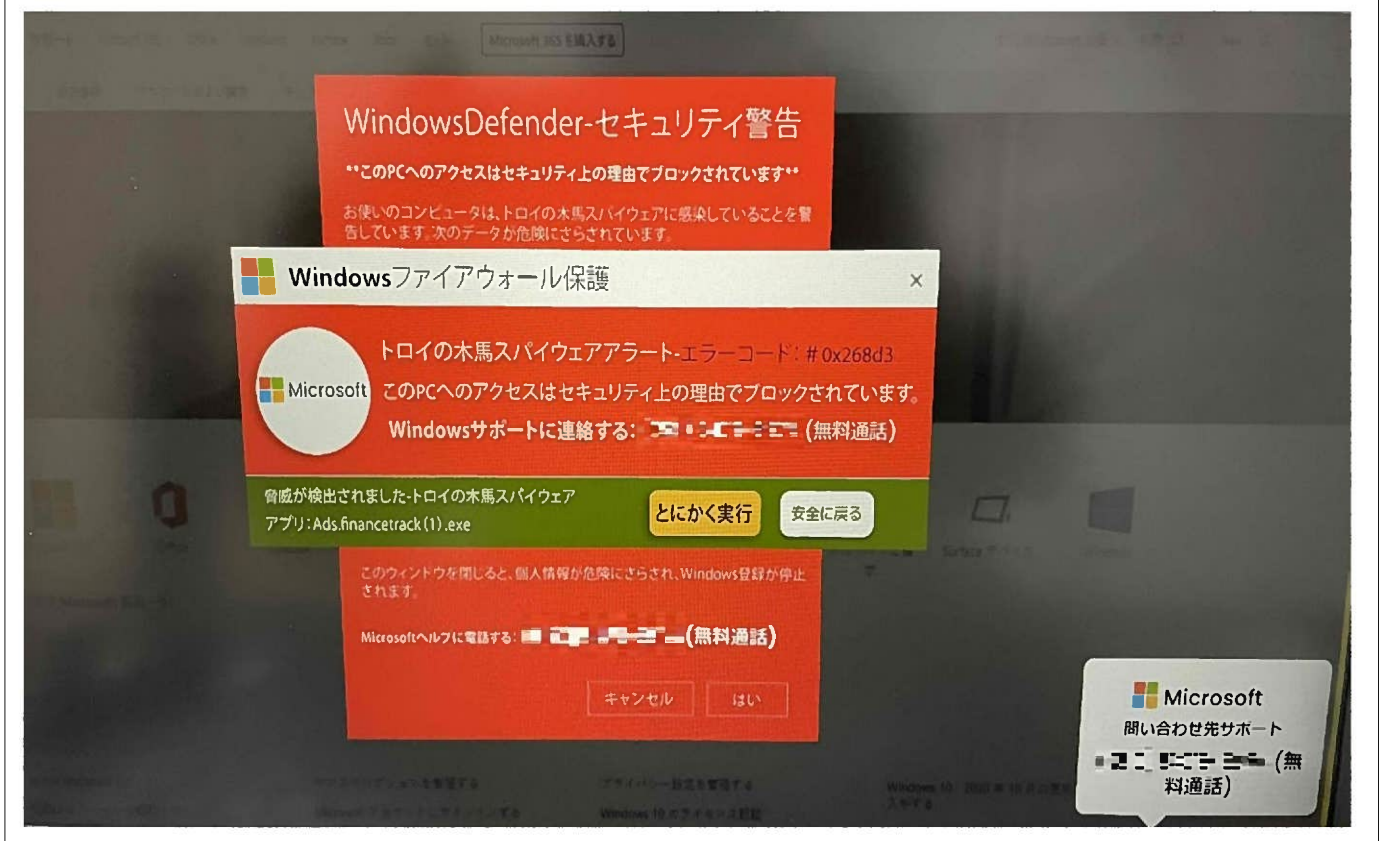 Microsoft 365 を購入する
WindowsDefender-セキュリティ警告
**このPCへのアクセスはセキュリティ上の理由でブロックされています**
お使いのコンピュータは、トロイの木馬スパイウェアに感染していることを警
告しています。次のデータが危険にさらされています。
Windowsファイアウォール保護
×
トロイの木馬スパイウェアアラート-エラーコード: #0x268d3
Microsoft
このPCへのアクセスはセキュリティ上の理由でブロックされています。
Windowsサポートに連絡する: (無料通話)
脅威が検出されました-トロイの木馬スパイウェア
アプリ:Ads.financetrack(1).exe
とにかく実行
安全に戻る
Surface デバイス
このウィンドウを閉じると、個人情報が危険にさらされ、Windows登録が停止
されます。
Microsoftヘルプに電話する: (無料通話)
キャンセル
はい
Microsoft
問い合わせ先サポート
(無
料通話)